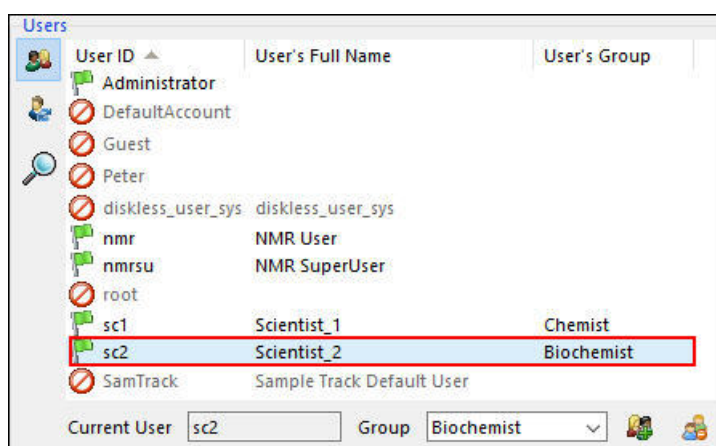 Users
User ID User's Full Name User's Group
Administrator
DefaultAccount
Guest
Peter
diskless_user_sys diskless_user_sys
nmr NMR User
nmrsu NMR SuperUser
root
sc1 Scientist_1 Chemist
sc2 Scientist_2 Biochemist
SamTrack Sample Track Default User
Current User sc2 Group Biochemist